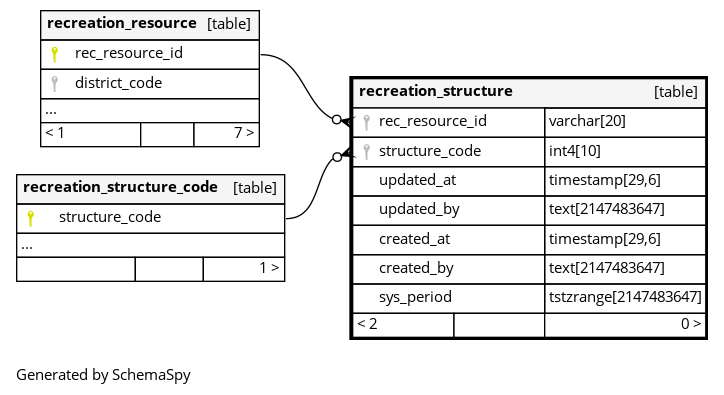 recreation_resource [table]
rec_resource_id
district_code
...
< 1 7 >
recreation_structure_code [table]
structure_code
...
1 >
recreation_structure [table]
rec_resource_id varchar[20]
structure_code int4[10]
updated_at timestamp[29,6]
updated_by text[2147483647]
created_at timestamp[29,6]
created_by text[2147483647]
sys_period tstzrange[2147483647]
< 2 0 >
Generated by SchemaSpy